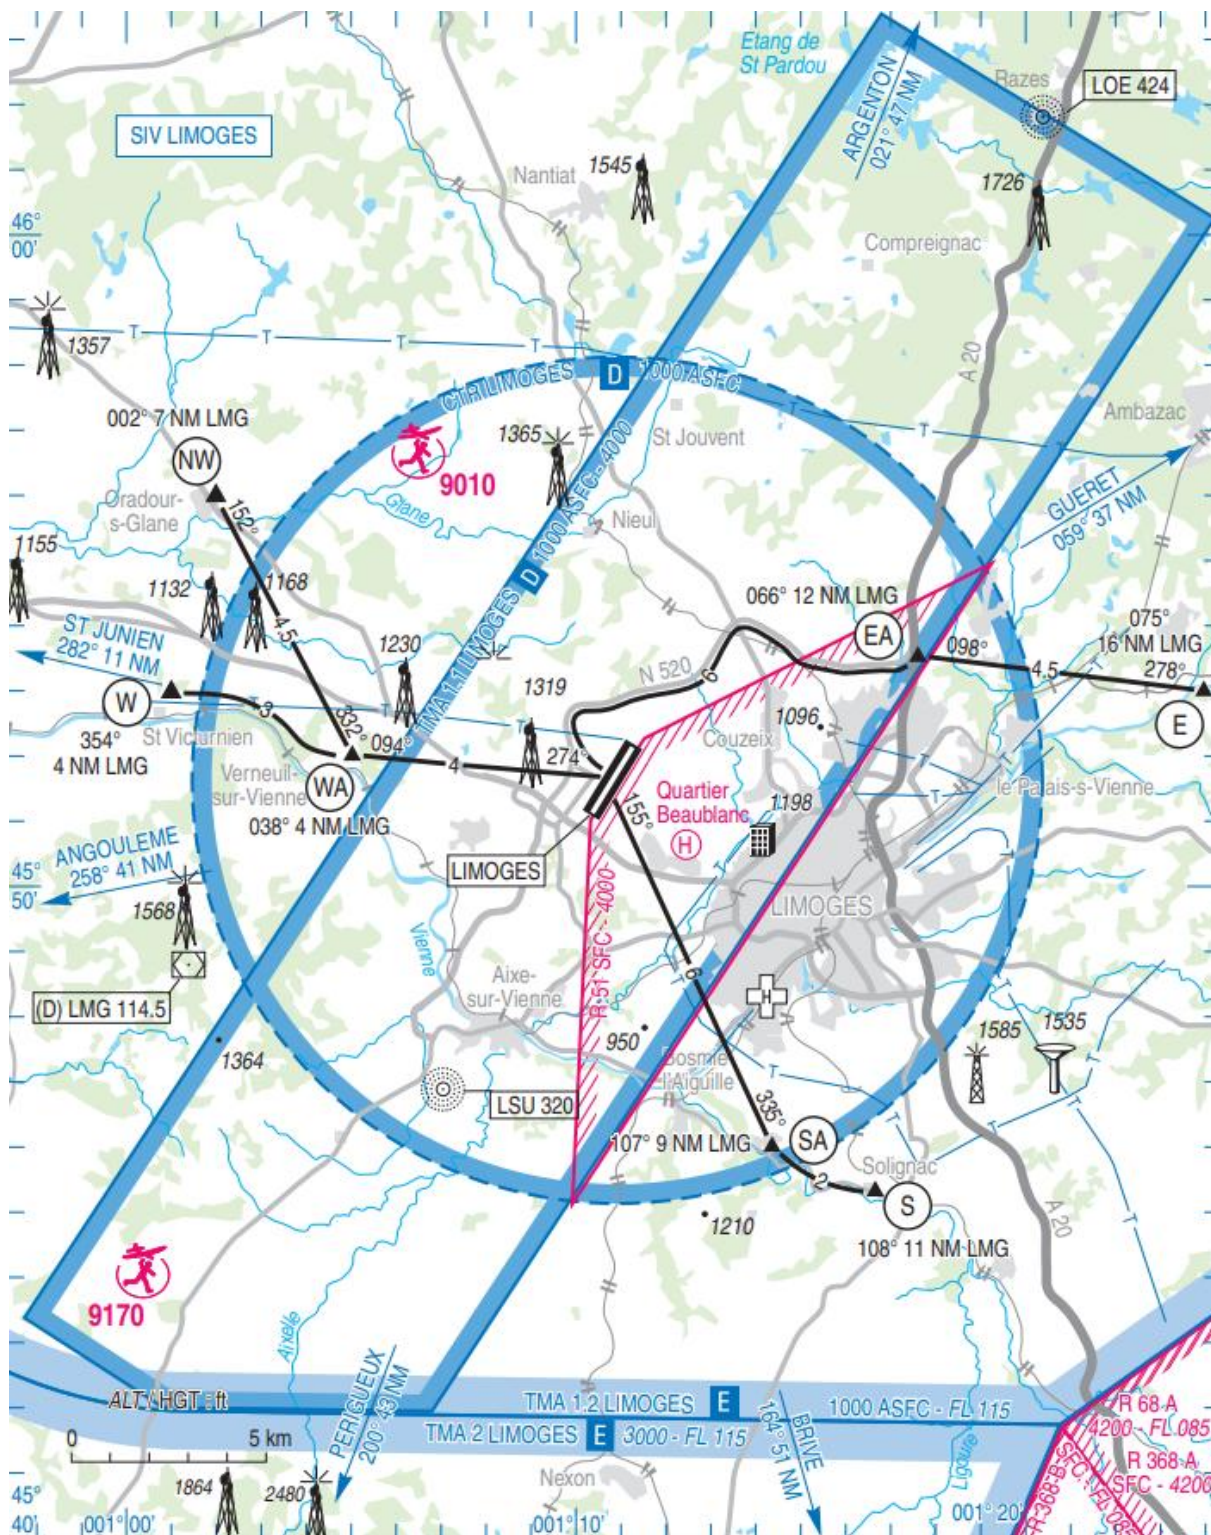 Etang de
St Pardou
ARGENTON
021° 47 NM
Razes
LOE 424
SIV LIMOGES
1545
Nantiat
1726
46°
00'
Compreignac
1357
T
T
T
T
A 20
CTR LIMOGES D 1000 ASFC
Ambazac
002° 7 NM LMG
NW
1365
St Jouvent
T
9010
GUERET
059° 37 NM
Oradour-
s-Glane
152°
Glane
Nieul
1155
1132
1168
TMA 1.1 LIMOGES D 1000 ASFC - 4000
066° 12 NM LMG
075°
16 NM LMG
ST JUNIEN
282° 11 NM
4.5
1230
EA
098°
4.5
278°
N 520
6
W
T
3
1319
E
354°
4 NM LMG
St Victurnien
332°
094°
T
274°
1096
Couzeix
4
Verneuil-
sur-Vienne
WA
038° 4 NM LMG
155°
Quartier
Beaublanc
H
1198
le Palais-s-Vienne
T
T
ANGOULEME
258° 41 NM
LIMOGES
45°
50'
1568
R 51 SFC - 4000
LIMOGES
T
Vienne
Aixe-
sur-Vienne
6
H
(D) LMG 114.5
1364
950
1585
1535
Bosmie
l'Aiguille
T
T
LSU 320
335°
107° 9 NM LMG
SA
Solignac
2
S
1210
A 20
T
108° 11 NM LMG
9170
Aixette
PERIGUEUX
200° 43 NM
ALT / HGT : ft
TMA 1.2 LIMOGES E 1000 ASFC - FL 115
TMA 2 LIMOGES E 3000 - FL 115
BRIVE
164° 51 NM
R 68 A
4200 - FL 085
R 368 A
SFC - 4200
0
5 km
Ligoure
Nexon
1864
2480
45°
40'
001° 00'
001° 10'
001° 20'